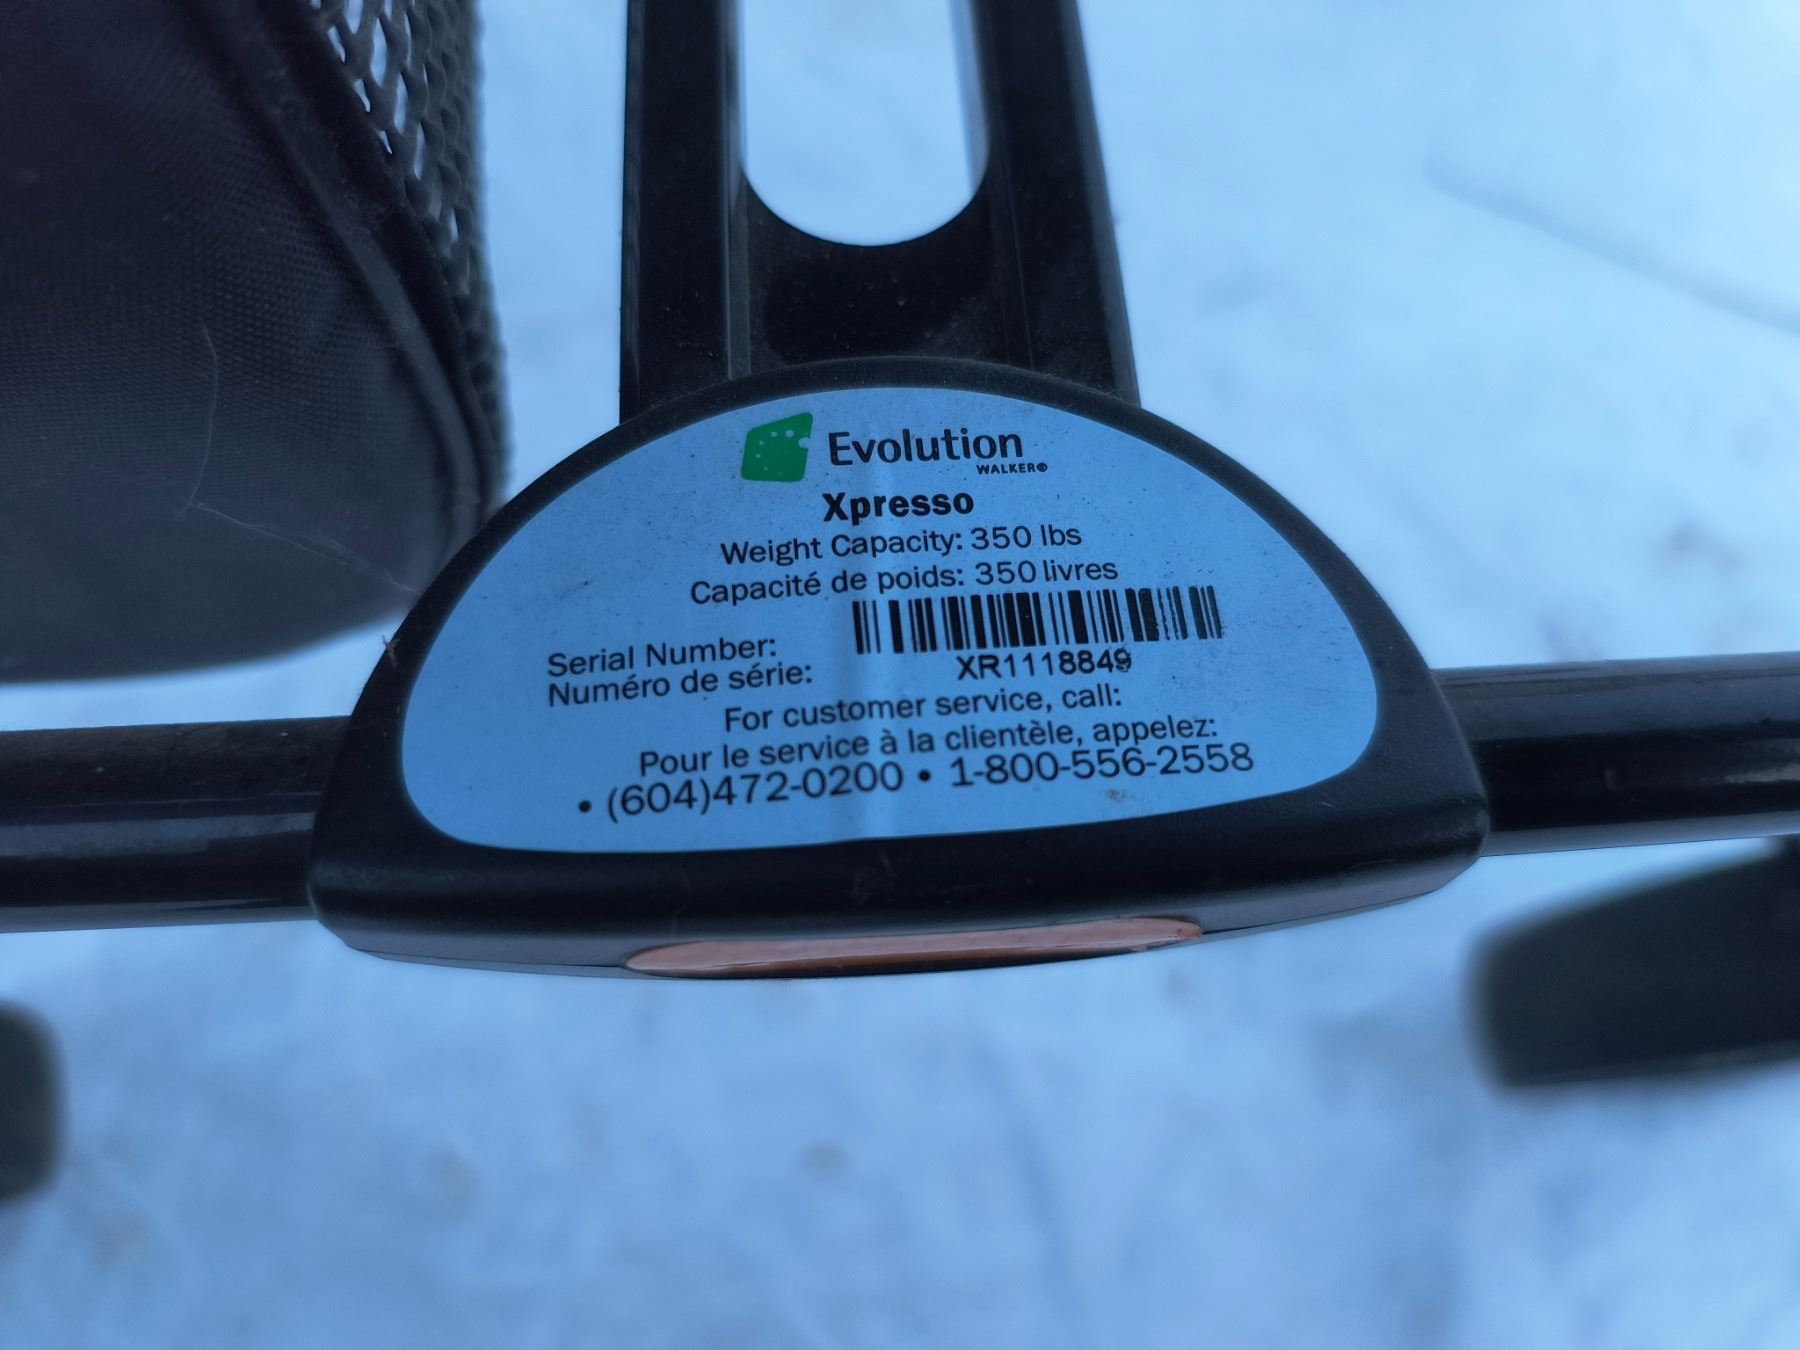 Evolution
WALKER®
Xpresso
Weight Capacity: 350 lbs
Capacité de poids: 350 livres
Serial Number:
Numéro de série:
XR1118849
For customer service, call:
Pour le service à la clientèle, appelez:
• (604)472-0200 • 1-800-556-2558